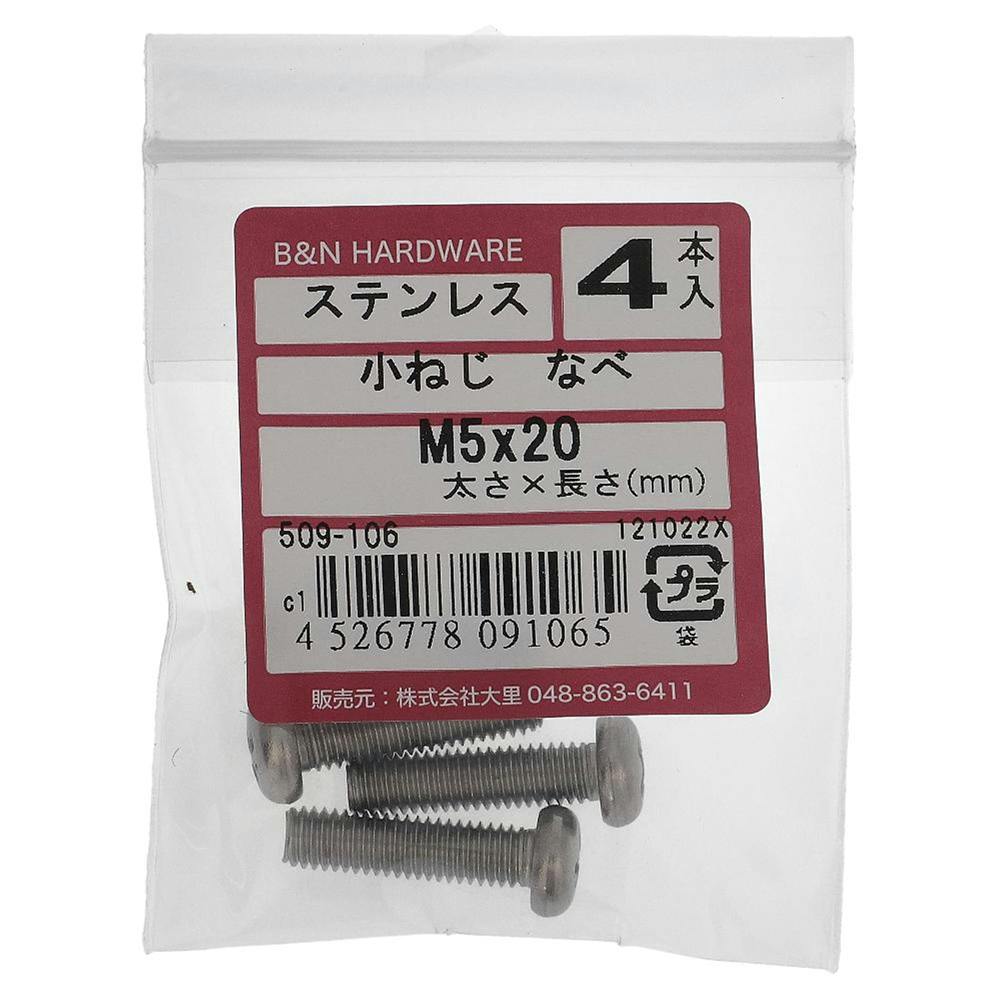 B&N HARDWARE
ステンレス
4本入
小ねじ　なべ
M5x20
太さ×長さ(mm)
509-106
121022X
c1
4 526778 091065
プラ
袋
販売元：株式会社大里 048-863-6411